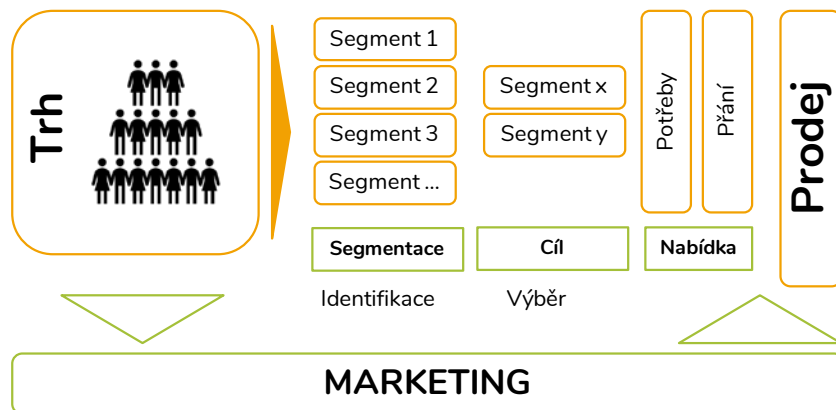 Trh
Segment 1
Segment 2
Segment 3
Segment ...
Segment x
Segment y
Potřeby
Přání
Prodej
Segmentace
Cíl
Nabídka
Identifikace
Výběr
MARKETING